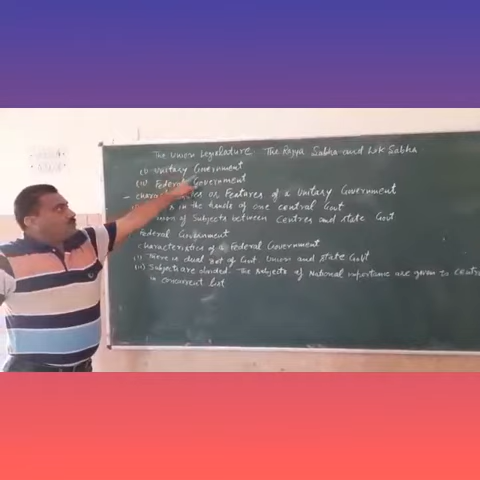 The Union Legislature The Rajya Sabha and Lok Sabha
(i) Unitary Government
(ii) Federal Government
Features of a Unitary Government
in the hands of one central Govt
of Subjects between Centres and state Govt
Federal Government
Characteristics of a Federal Government
(i) There is dual set of Govt. Union and state Govt
(ii) Subjects are divided. The subjects of National importance are given to Centr
in concurrent list